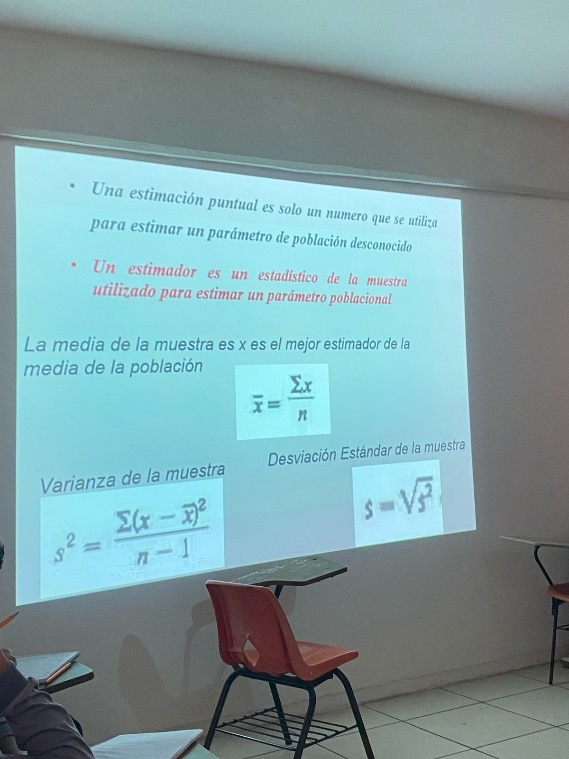 • Una estimación puntual es solo un numero que se utiliza
para estimar un parámetro de población desconocido
• Un estimador es un estadístico de la muestra
utilizado para estimar un parámetro poblacional
La media de la muestra es x es el mejor estimador de la
media de la población
x̄ = Σx / n
Varianza de la muestra
s² = Σ(x − x̄)² / n − 1
Desviación Estándar de la muestra
s = √s²